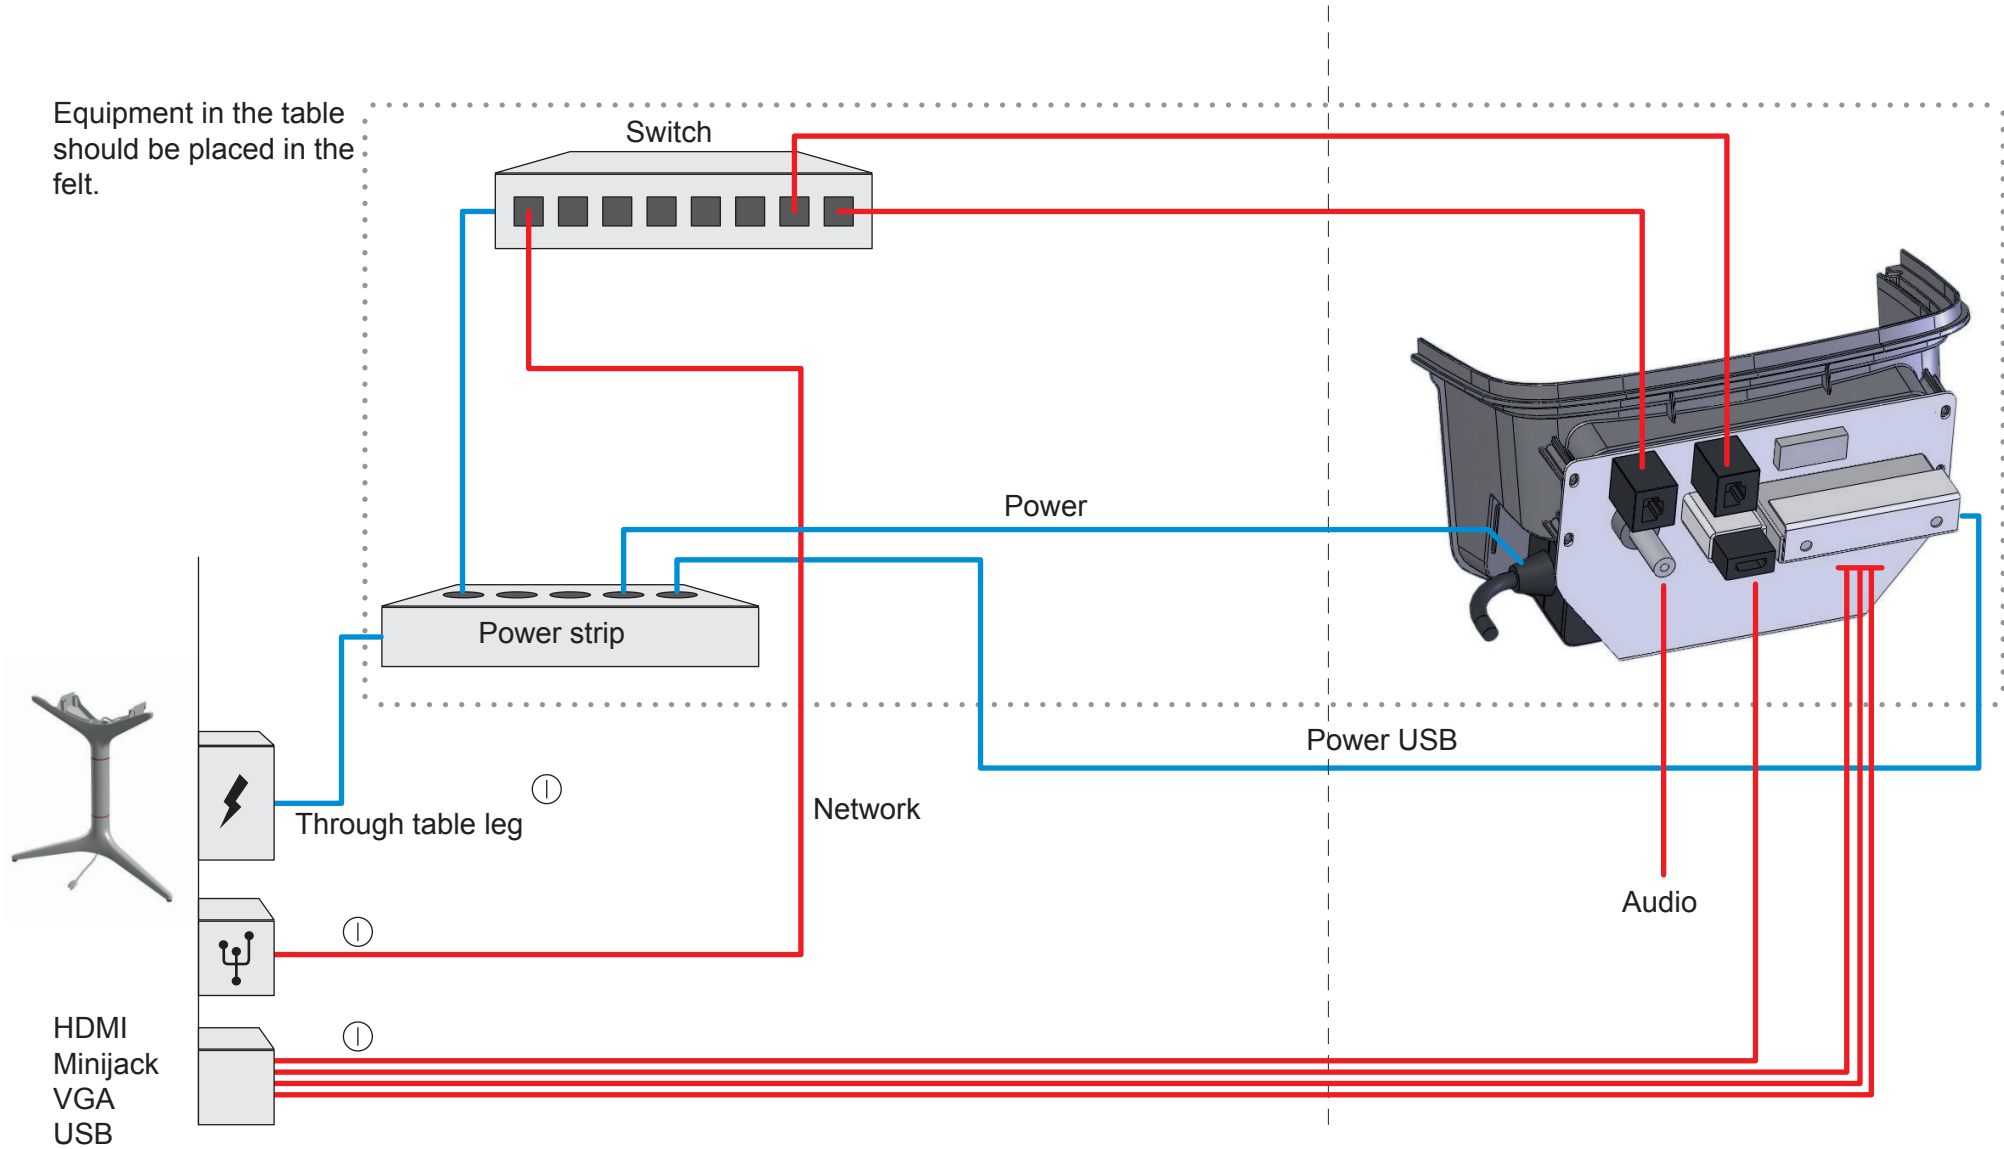 Equipment in the table
should be placed in the
felt.
Switch
Power
Power strip
Power USB
Through table leg
Network
Audio
HDMI
Minijack
VGA
USB